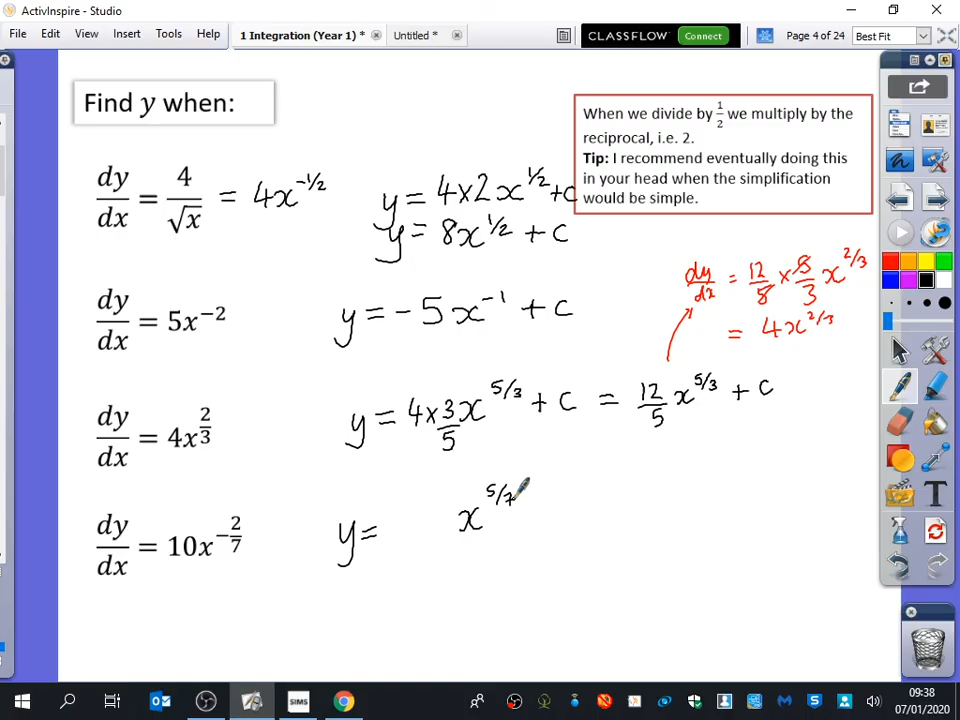 ActivInspire - Studio
File Edit View Insert Tools Help
1 Integration (Year 1) *
Untitled *
CLASSFLOW Connect
Page 4 of 24
Best Fit
Find y when:
When we divide by 1/2 we multiply by the
reciprocal, i.e. 2.
Tip: I recommend eventually doing this
in your head when the simplification
would be simple.
dy/dx = 4/√x = 4x^(-1/2)
y = 4×2x^(1/2) + c
y = 8x^(1/2) + c
dy/dx = 5x^(−2)
y = -5x^(-1) + c
dy/dx = 12/5 × 5/3 x^(2/3)
= 4x^(2/3)
dy/dx = 4x^(2/3)
y = 4×3/5 x^(5/3) + c = 12/5 x^(5/3) + c
dy/dx = 10x^(−2/7)
y = x^(5/7)
T
SIMS
09:38
07/01/2020